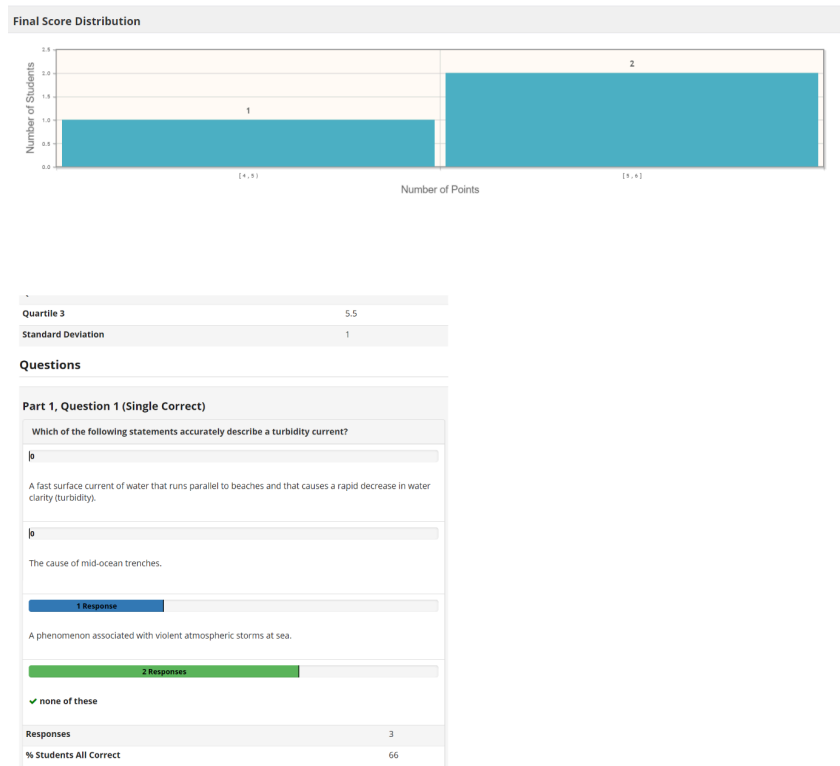 Final Score Distribution
Number of Students
2.5
2.0
1.5
1.0
0.5
0.0
1
2
[4,5)
[5,6]
Number of Points
Quartile 3 5.5
Standard Deviation 1
Questions
Part 1, Question 1 (Single Correct)
Which of the following statements accurately describe a turbidity current?
0
A fast surface current of water that runs parallel to beaches and that causes a rapid decrease in water
clarity (turbidity).
0
The cause of mid-ocean trenches.
1 Response
A phenomenon associated with violent atmospheric storms at sea.
2 Responses
none of these
Responses 3
% Students All Correct 66